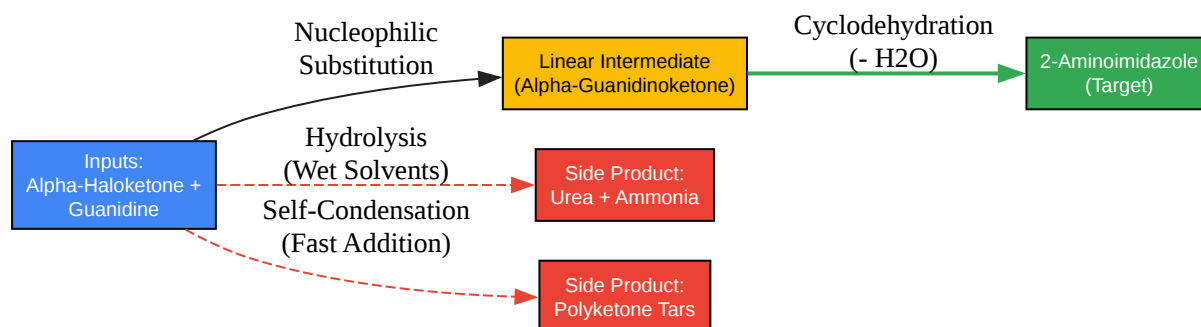 Nucleophilic
Substitution
Linear Intermediate
(Alpha-Guanidinoketone)
Cyclodehydration
(- H2O)
2-Aminoimidazole
(Target)
Inputs:
Alpha-Haloketone +
Guanidine
Hydrolysis
(Wet Solvents)
Side Product:
Urea + Ammonia
Self-Condensation
(Fast Addition)
Side Product:
Polyketone Tars